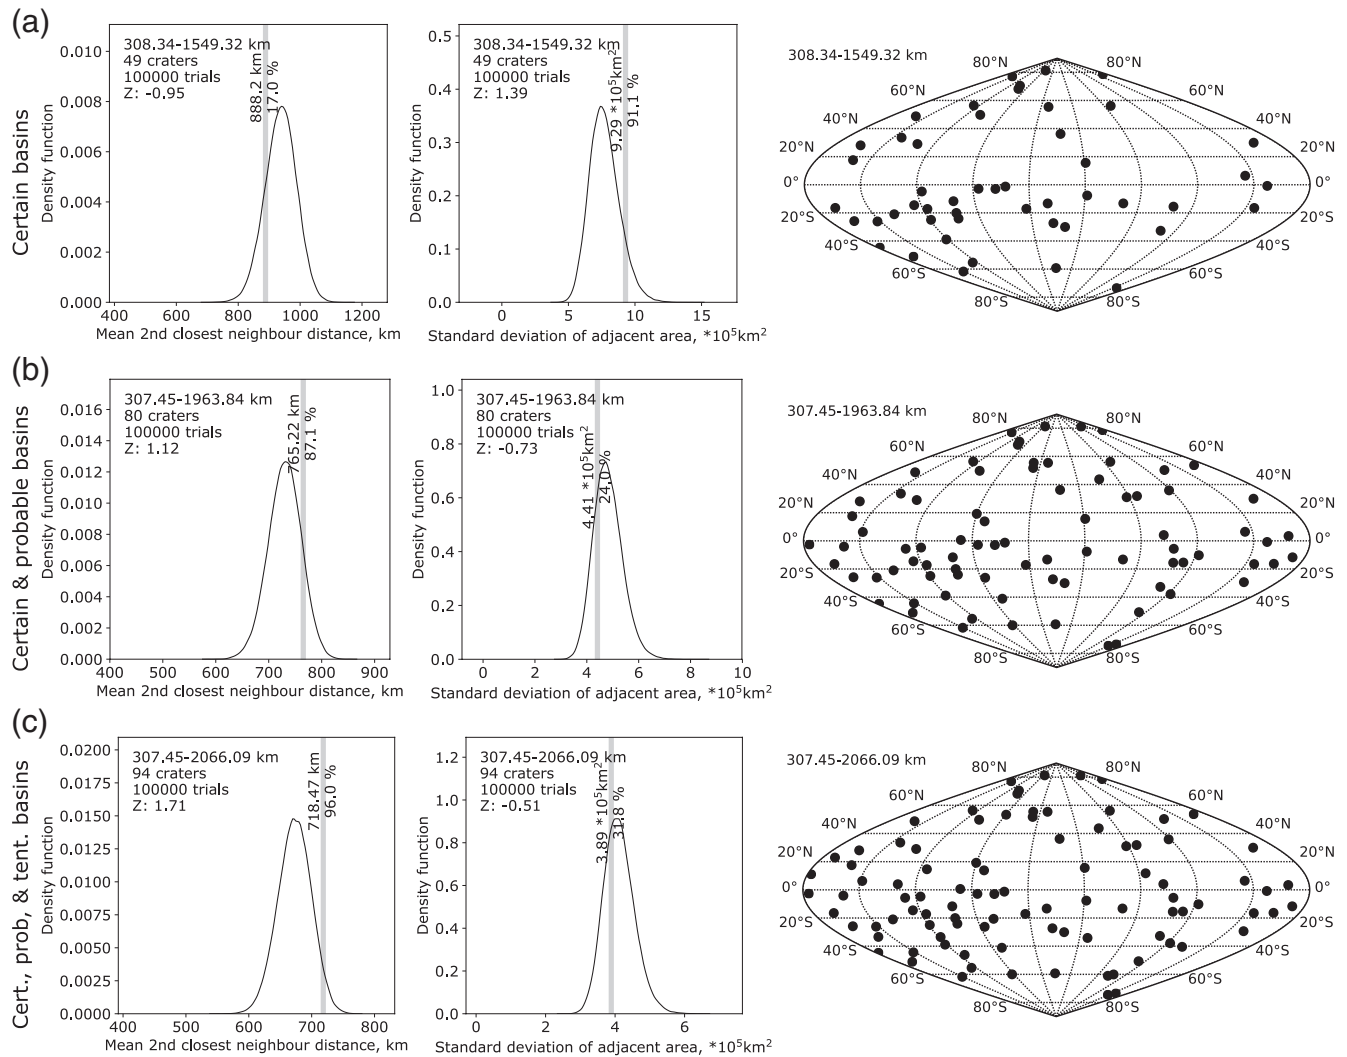 (a)
Certain basins
Density function
0.010
0.008
0.006
0.004
0.002
0.000
308.34-1549.32 km
49 craters
100000 trials
Z: -0.95
888.2 km
17.0 %
400 600 800 1000 1200
Mean 2nd closest neighbour distance, km
Density function
0.5
0.4
0.3
0.2
0.1
0.0
308.34-1549.32 km
49 craters
100000 trials
Z: 1.39
9.29 *10⁵km²
91.1 %
0 5 10 15
Standard deviation of adjacent area, *10⁵km²
308.34-1549.32 km
80°N 80°N
60°N 60°N
40°N 40°N
20°N 20°N
0° 0°
20°S 20°S
40°S 40°S
60°S 60°S
80°S 80°S
(b)
Certain & probable basins
Density function
0.016
0.014
0.012
0.010
0.008
0.006
0.004
0.002
0.000
307.45-1963.84 km
80 craters
100000 trials
Z: 1.12
765.22 km
87.1 %
400 500 600 700 800 900
Mean 2nd closest neighbour distance, km
Density function
1.0
0.8
0.6
0.4
0.2
0.0
307.45-1963.84 km
80 craters
100000 trials
Z: -0.73
4.41 *10⁵km²
24.0 %
0 2 4 6 8 10
Standard deviation of adjacent area, *10⁵km²
307.45-1963.84 km
80°N 80°N
60°N 60°N
40°N 40°N
20°N 20°N
0° 0°
20°S 20°S
40°S 40°S
60°S 60°S
80°S 80°S
(c)
Cert., prob, & tent. basins
Density function
0.0200
0.0175
0.0150
0.0125
0.0100
0.0075
0.0050
0.0025
0.0000
307.45-2066.09 km
94 craters
100000 trials
Z: 1.71
718.47 km
96.0 %
400 500 600 700 800
Mean 2nd closest neighbour distance, km
Density function
1.2
1.0
0.8
0.6
0.4
0.2
0.0
307.45-2066.09 km
94 craters
100000 trials
Z: -0.51
3.89 *10⁵km²
31.8 %
0 2 4 6
Standard deviation of adjacent area, *10⁵km²
307.45-2066.09 km
80°N 80°N
60°N 60°N
40°N 40°N
20°N 20°N
0° 0°
20°S 20°S
40°S 40°S
60°S 60°S
80°S 80°S